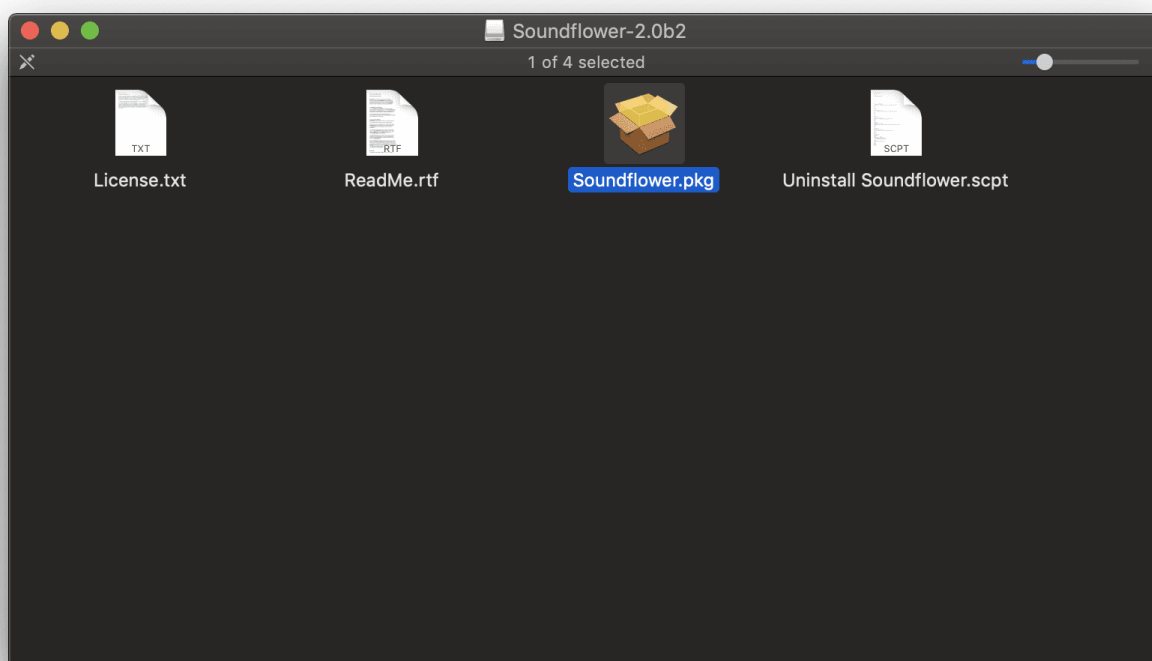 Soundflower-2.0b2
1 of 4 selected
TXT
RTF
SCPT
License.txt
ReadMe.rtf
Soundflower.pkg
Uninstall Soundflower.scpt